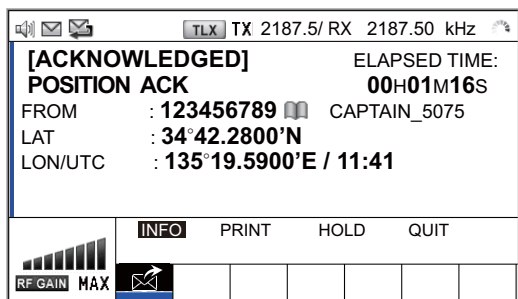 TLX TX 2187.5/ RX 2187.50 kHz
[ACKNOWLEDGED] ELAPSED TIME:
POSITION ACK 00H01M16S
FROM : 123456789 CAPTAIN_5075
LAT : 34°42.2800’N
LON/UTC : 135°19.5900’E / 11:41
INFO PRINT HOLD QUIT
RF GAIN MAX